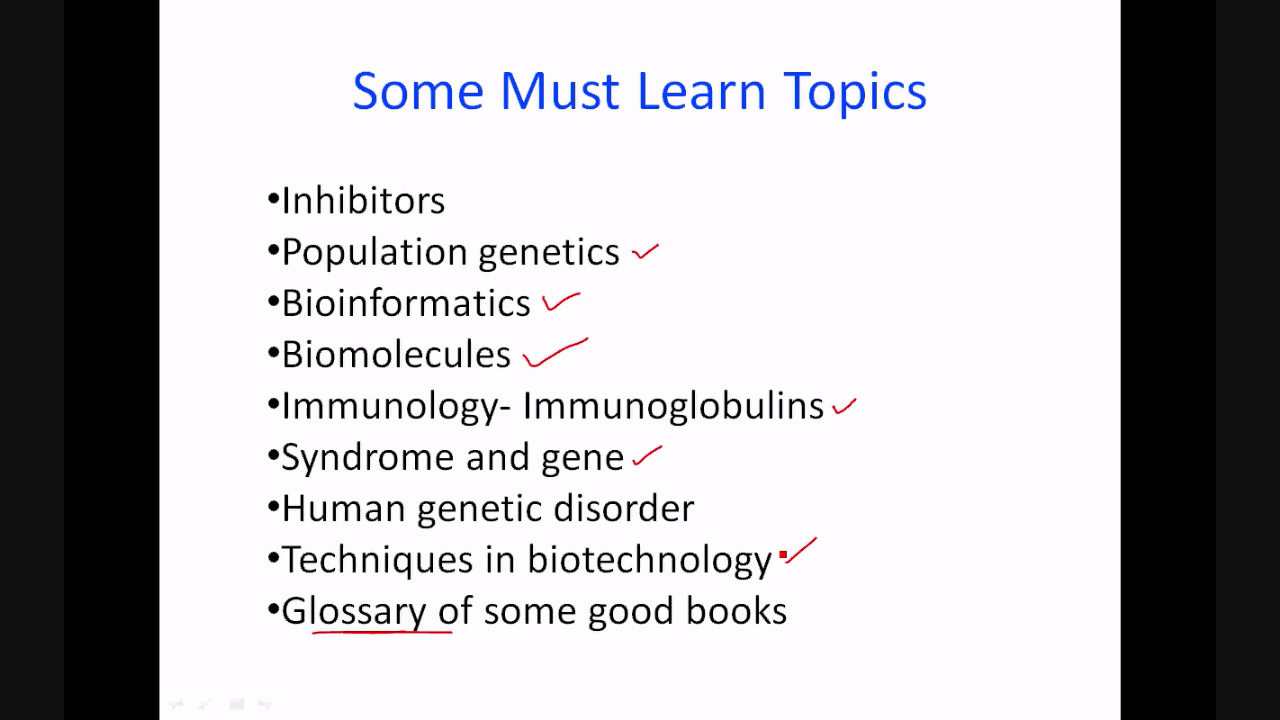 Some Must Learn Topics
•Inhibitors
•Population genetics
•Bioinformatics
•Biomolecules
•Immunology- Immunoglobulins
•Syndrome and gene
•Human genetic disorder
•Techniques in biotechnology
•Glossary of some good books